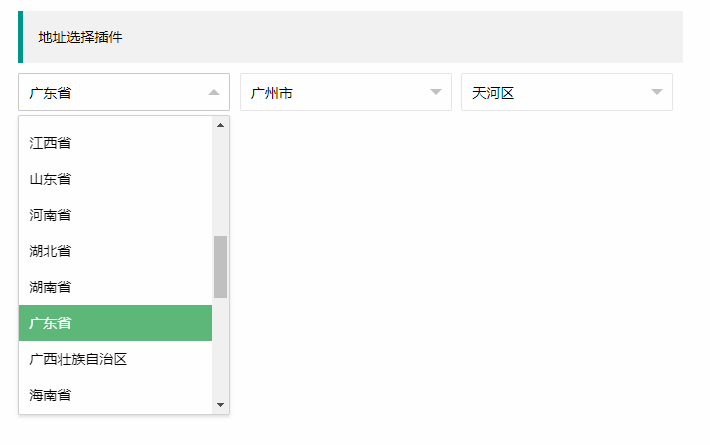 地址选择插件
广东省
广州市
天河区
江西省
山东省
河南省
湖北省
湖南省
广东省
广西壮族自治区
海南省